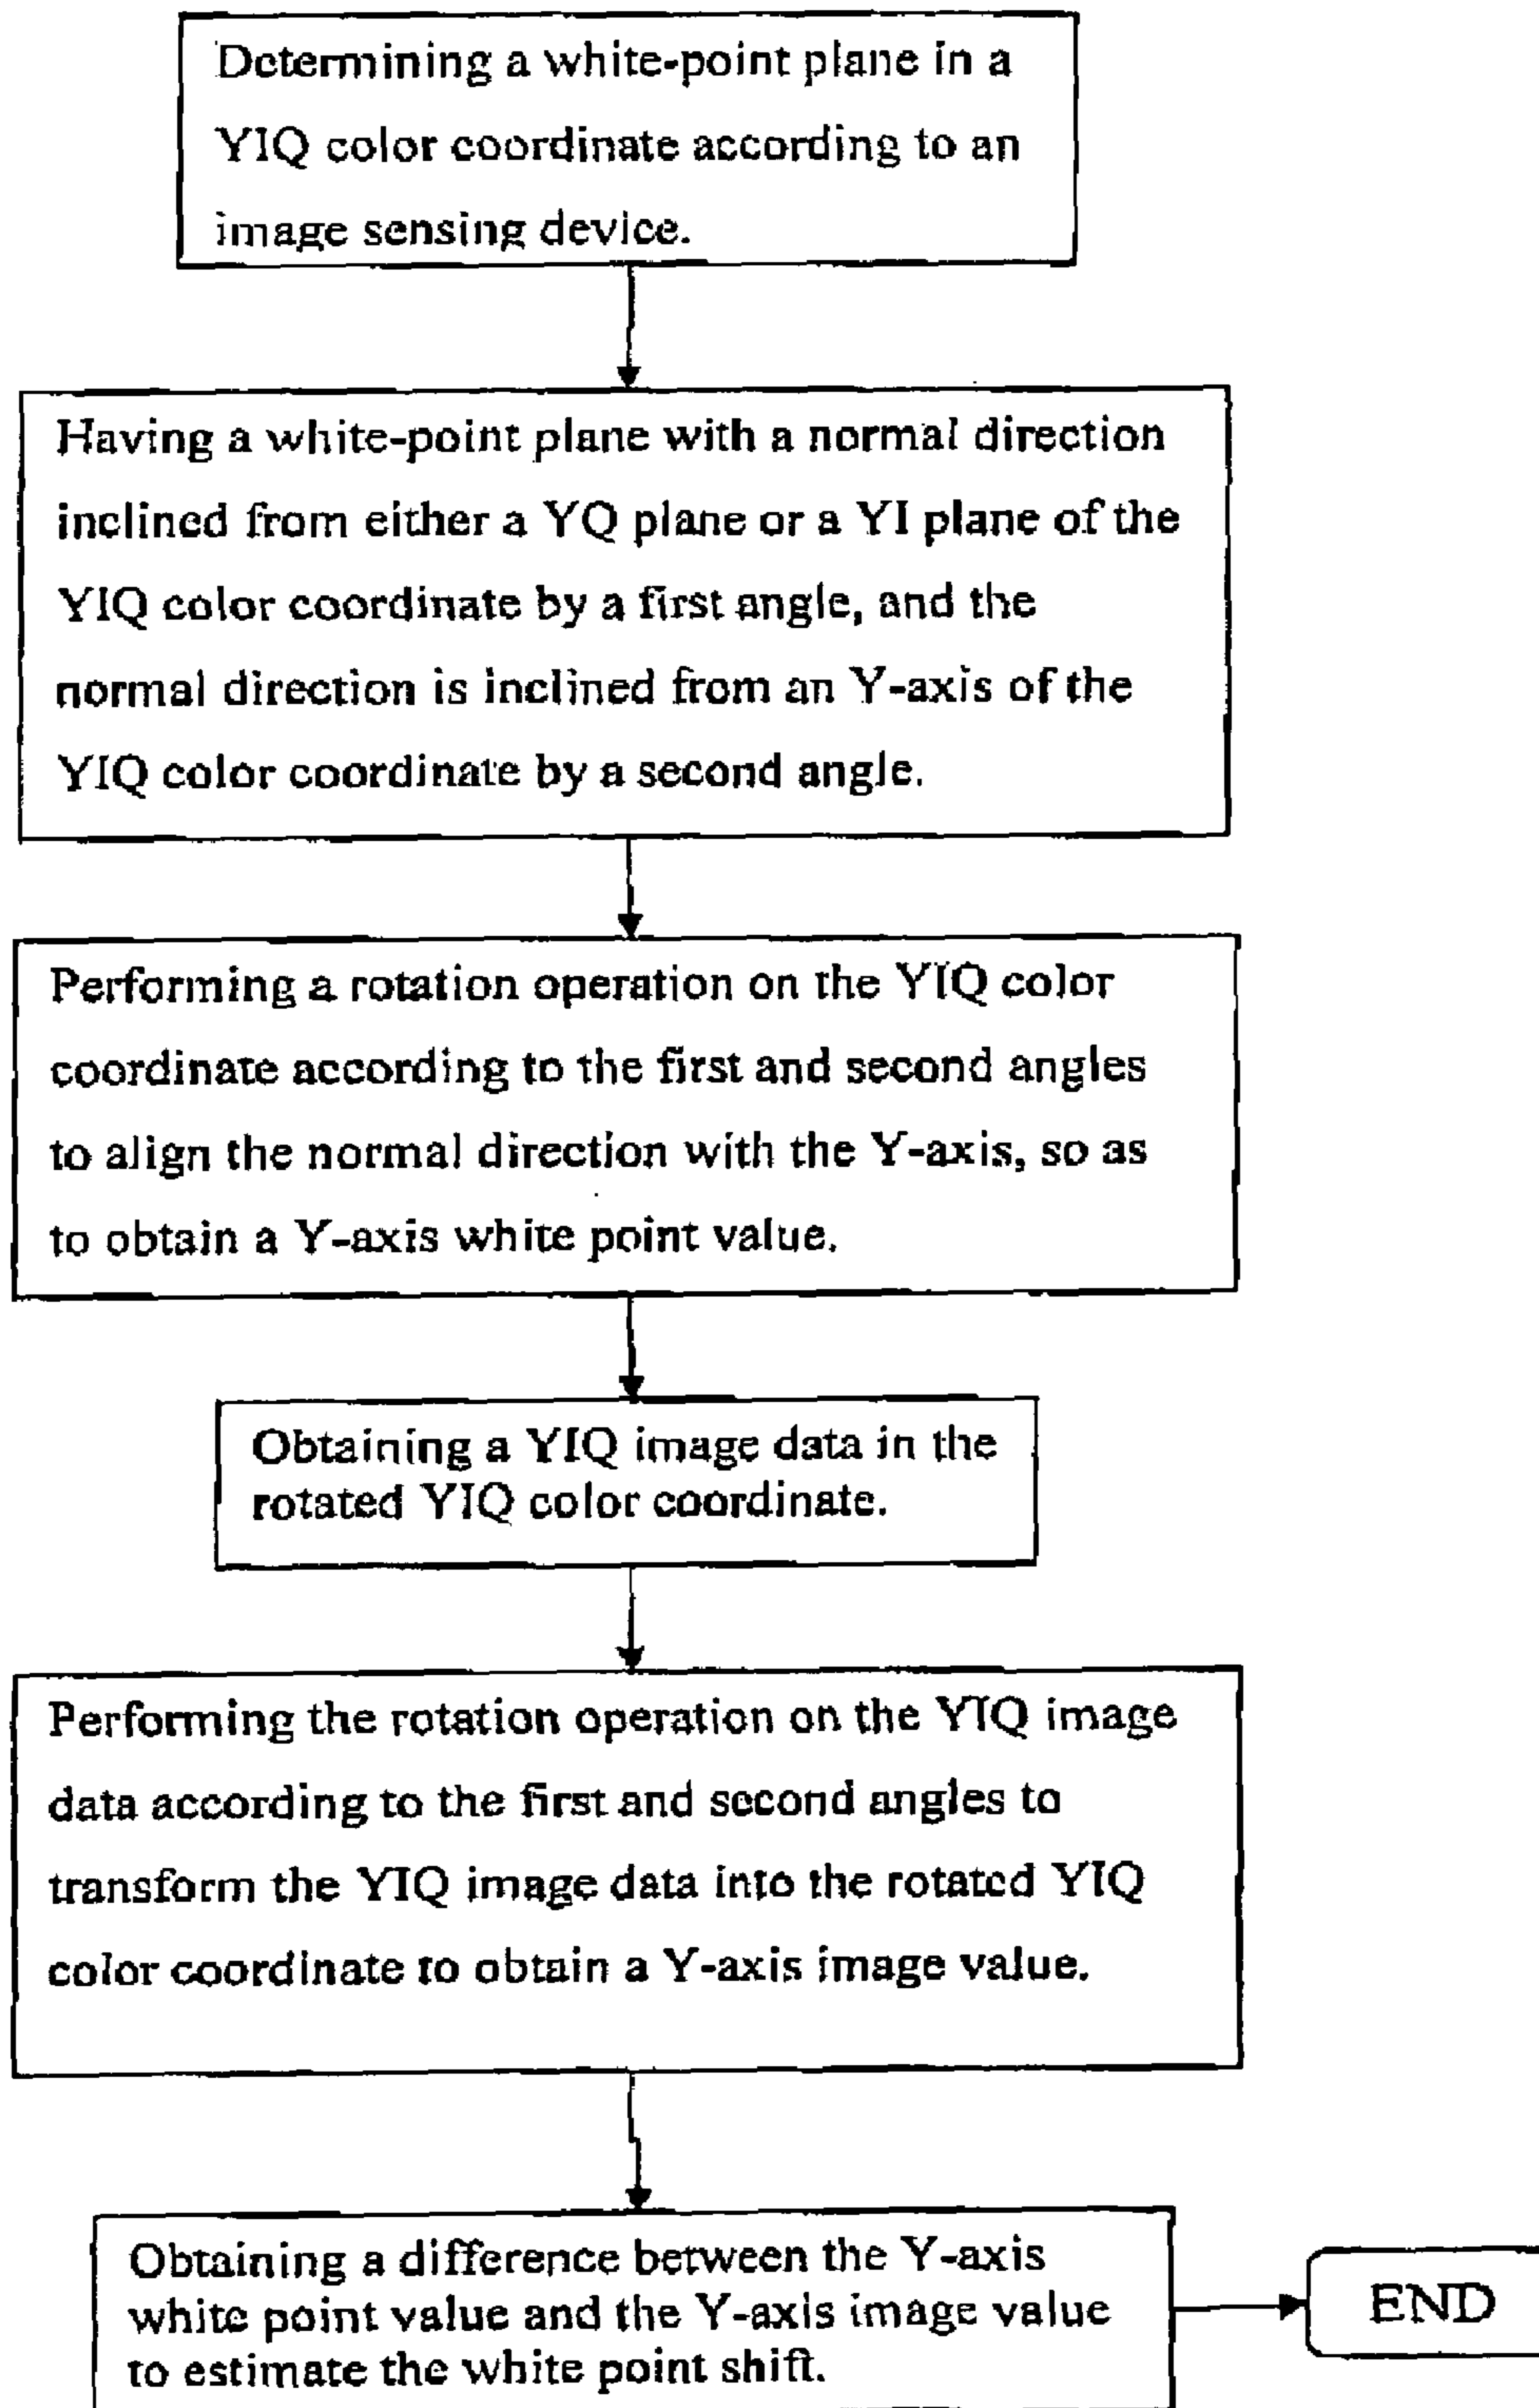 Determining a white-point plane in a
YIQ color coordinate according to an
image sensing device.
Having a white-point plane with a normal direction
inclined from either a YQ plane or a YI plane of the
YIQ color coordinate by a first angle, and the
normal direction is inclined from an Y-axis of the
YIQ color coordinate by a second angle.
Performing a rotation operation on the YIQ color
coordinate according to the first and second angles
to align the normal direction with the Y-axis, so as
to obtain a Y-axis white point value.
Obtaining a YIQ image data in the
rotated YIQ color coordinate.
Performing the rotation operation on the YIQ image
data according to the first and second angles to
transform the YIQ image data into the rotated YIQ
color coordinate to obtain a Y-axis image value.
Obtaining a difference between the Y-axis
white point value and the Y-axis image value
to estimate the white point shift.
END